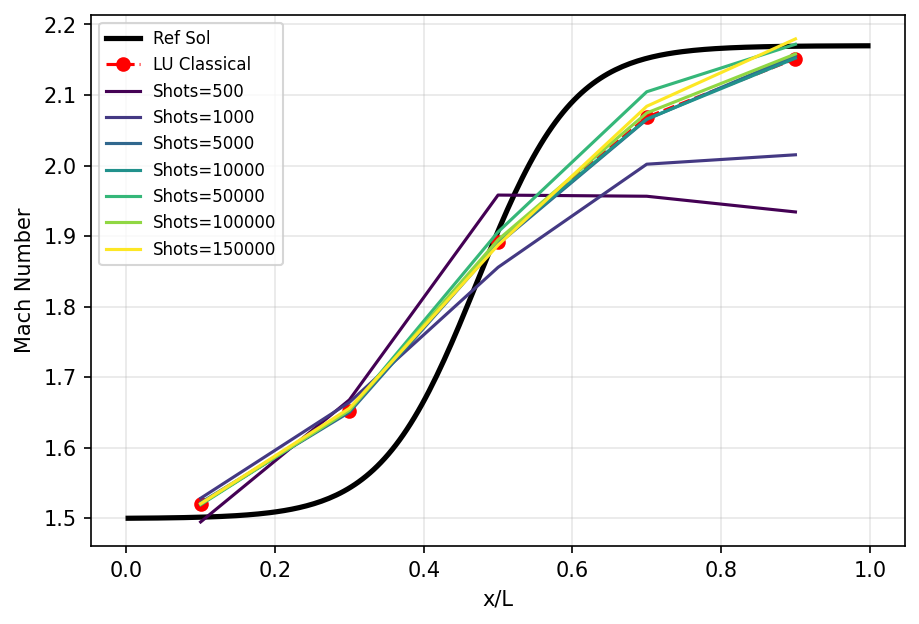 Ref Sol
LU Classical
Shots=500
Shots=1000
Shots=5000
Shots=10000
Shots=50000
Shots=100000
Shots=150000
2.2
2.1
2.0
1.9
1.8
1.7
1.6
1.5
Mach Number
0.0 0.2 0.4 0.6 0.8 1.0
x/L